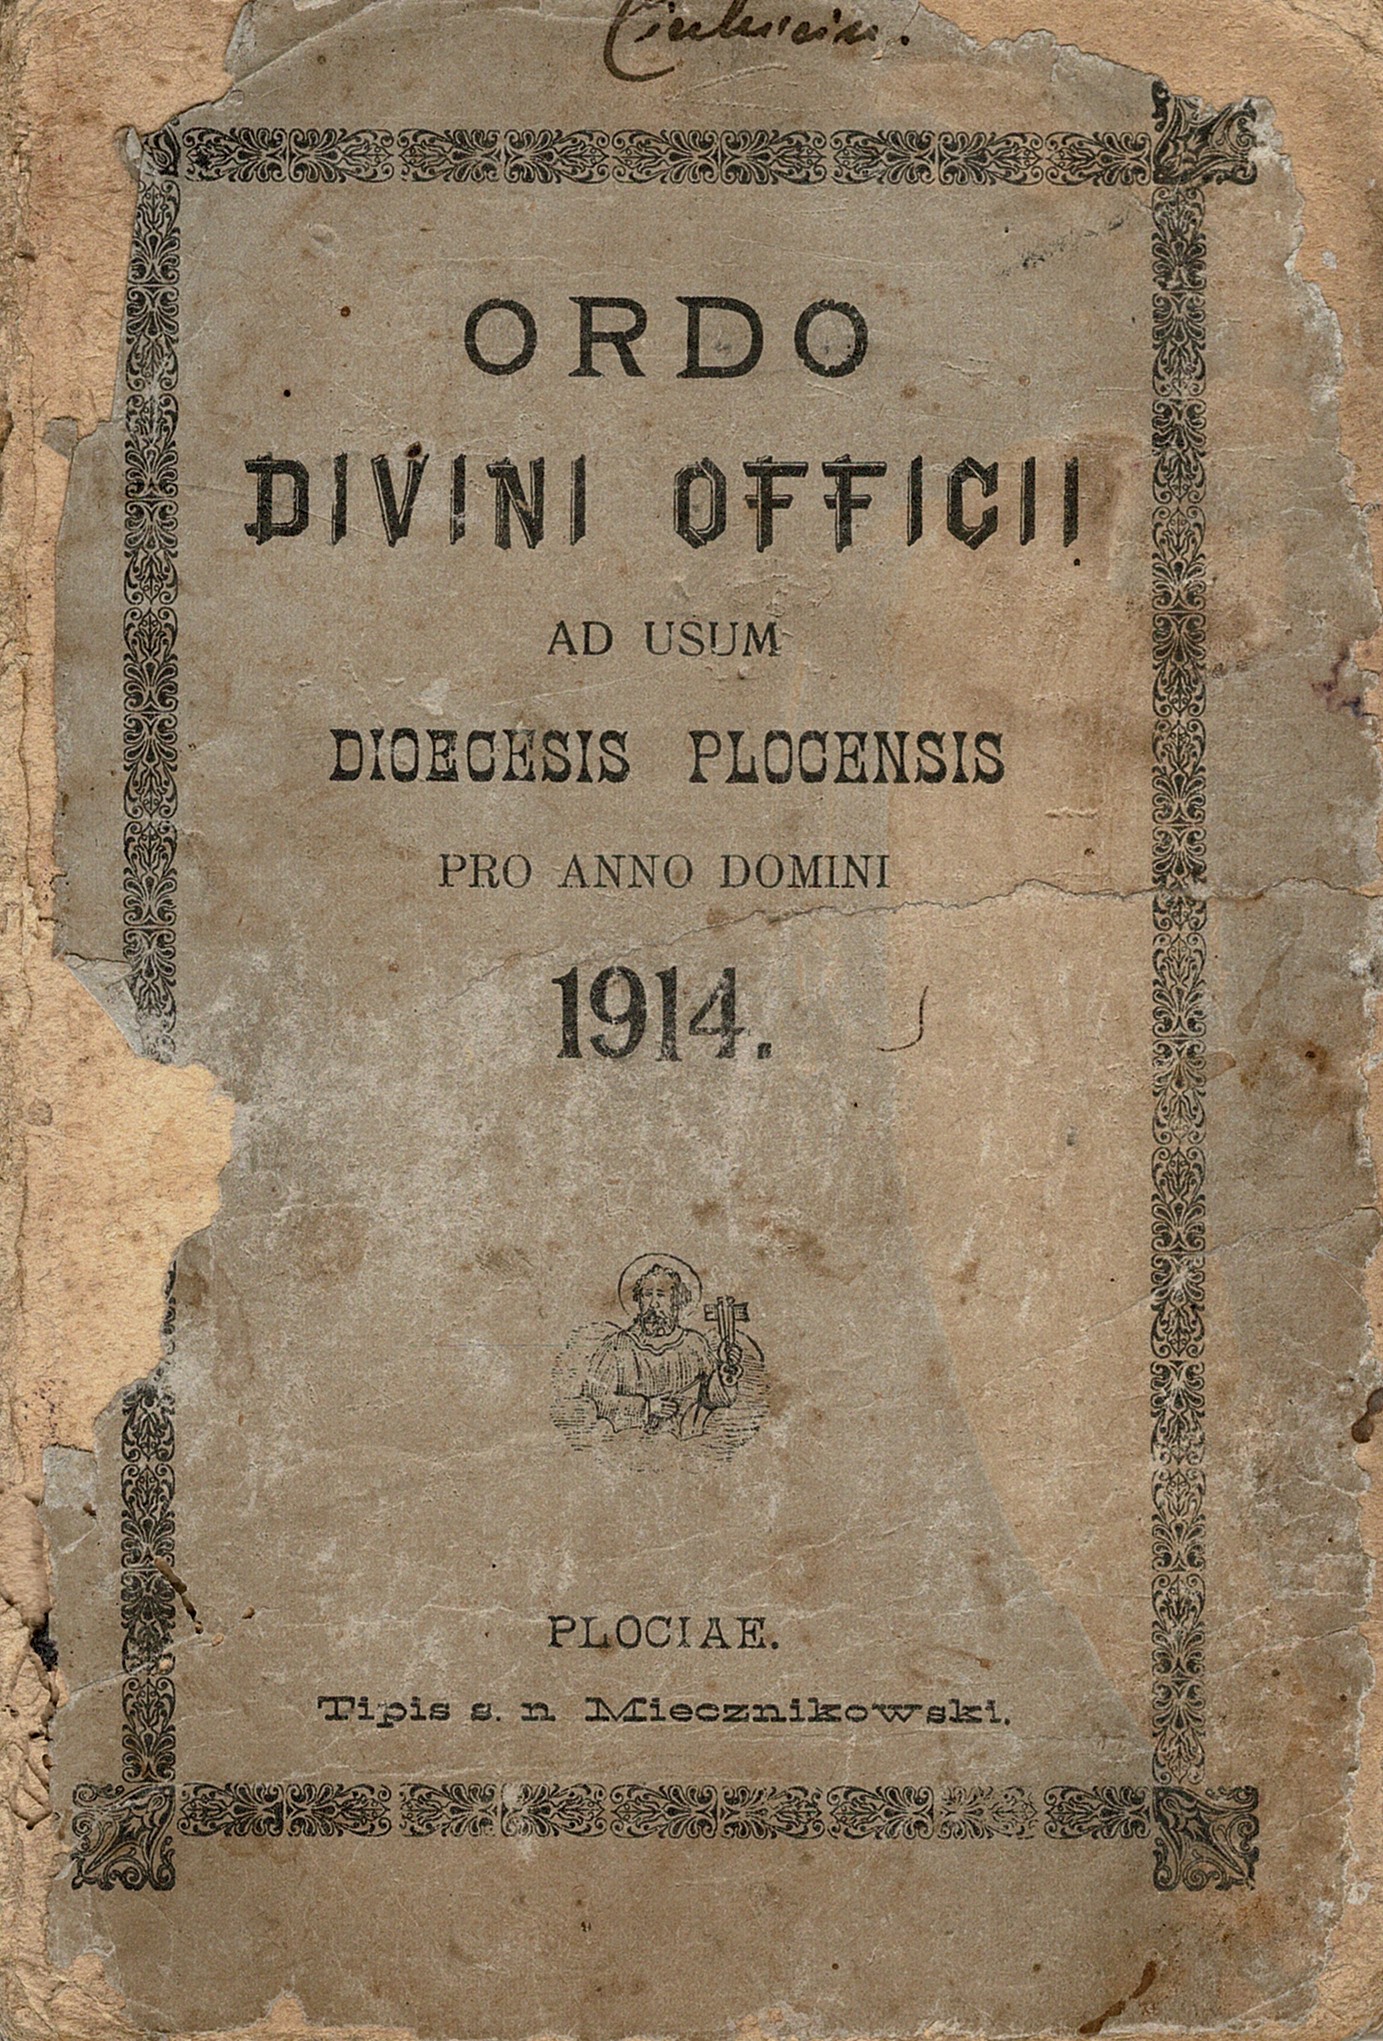 ORDO
DIVINI OFFICII
AD USUM
DIOECESIS PLOCENSIS
PRO ANNO DOMINI
1914.
PLOCIAE.
Tipis s. n Miecznikowski.